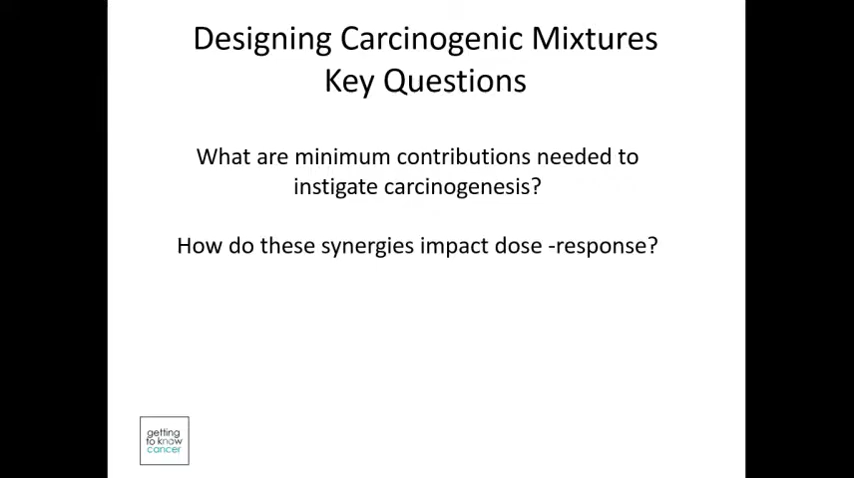 Designing Carcinogenic Mixtures
Key Questions
What are minimum contributions needed to
instigate carcinogenesis?
How do these synergies impact dose -response?
getting
to know
cancer